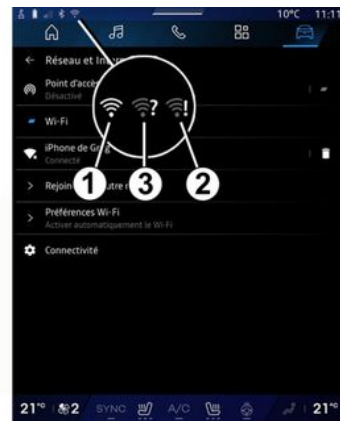 10°C 11:11
Réseau et In
Point d'accè
Désactivé
? !
Wi-Fi
1 3 2
iPhone de G
Connecté
Rejoin utre r
Préférences Wi-Fi
Activer automatiquement le Wi-Fi
Connectivité
21°C 2 SYNC A/C 21°C